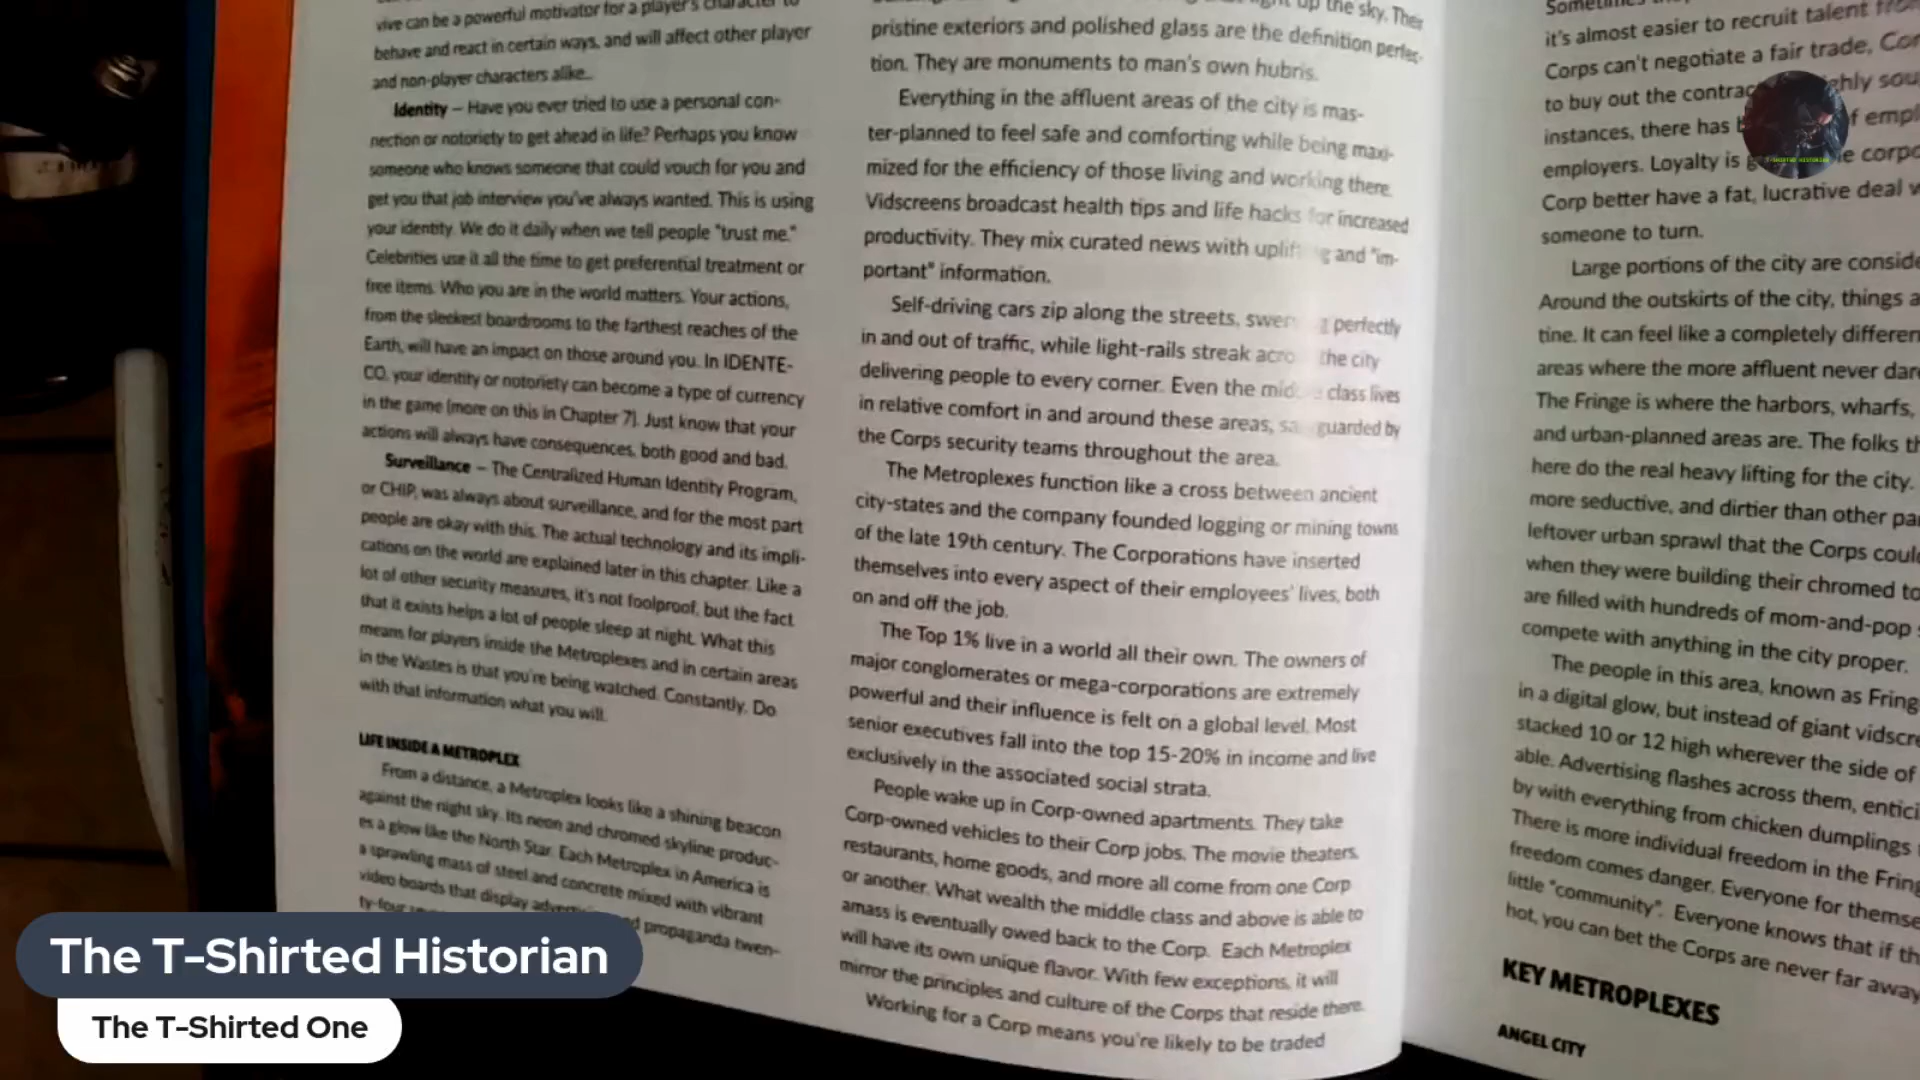 vive can be a powerful motivator for a player's character to
behave and react in certain ways, and will affect other player
and non-player characters alike..
Identity – Have you ever tried to use a personal con-
nection or notoriety to get ahead in life? Perhaps you know
someone who knows someone that could vouch for you and
get you that job interview you've always wanted. This is using
your identity. We do it daily when we tell people "trust me."
Celebrities use it all the time to get preferential treatment or
free items. Who you are in the world matters. Your actions,
from the sleekest boardrooms to the farthest reaches of the
Earth, will have an impact on those around you. In IDENTE-
CO, your identity or notoriety can become a type of currency
in the game (more on this in Chapter 7). Just know that your
actions will always have consequences, both good and bad.
Surveillance – The Centralized Human Identity Program,
or CHIP, was always about surveillance, and for the most part
people are okay with this. The actual technology and its impli-
cations on the world are explained later in this chapter. Like a
lot of other security measures, it's not foolproof, but the fact
that it exists helps a lot of people sleep at night. What this
means for players inside the Metroplexes and in certain areas
in the Wastes is that you're being watched. Constantly. Do
with that information what you will.
LIFE INSIDE A METROPLEX
From a distance, a Metroplex looks like a shining beacon
against the night sky. Its neon and chromed skyline produc-
es a glow like the North Star. Each Metroplex in America is
a sprawling mass of steel and concrete mixed with vibrant
video boards that display propaganda twen-
up the sky. Their
pristine exteriors and polished glass are the definition perfec-
tion. They are monuments to man's own hubris.
Everything in the affluent areas of the city is mas-
ter-planned to feel safe and comforting while being maxi-
mized for the efficiency of those living and working there.
Vidscreens broadcast health tips and life hacks for increased
productivity. They mix curated news with and "im-
portant" information.
Self-driving cars zip along the streets, perfectly
in and out of traffic, while light-rails streak the city
delivering people to every corner. Even the class lives
in relative comfort in and around these areas, guarded by
the Corps security teams throughout the area.
The Metroplexes function like a cross between ancient
city-states and the company founded logging or mining towns
of the late 19th century. The Corporations have inserted
themselves into every aspect of their employees' lives, both
on and off the job.
The Top 1% live in a world all their own. The owners of
major conglomerates or mega-corporations are extremely
powerful and their influence is felt on a global level. Most
senior executives fall into the top 15-20% in income and live
exclusively in the associated social strata.
People wake up in Corp-owned apartments. They take
Corp-owned vehicles to their Corp jobs. The movie theaters,
restaurants, home goods, and more all come from one Corp
or another. What wealth the middle class and above is able to
amass is eventually owed back to the Corp. Each Metroplex
will have its own unique flavor. With few exceptions, it will
mirror the principles and culture of the Corps that reside there.
Working for a Corp means you're likely to be traded
it's almost easier to recruit talent
Corps can't negotiate a fair trade,
to buy out the
instances, there has
employers. Loyalty is
Corp better have a fat, lucrative deal
someone to turn.
Large portions of the city are
Around the outskirts of the city, things
tine. It can feel like a completely
areas where the more affluent never
The Fringe is where the harbors, wharfs,
and urban-planned areas are. The folks
here do the real heavy lifting for the city.
more seductive, and dirtier than other
leftover urban sprawl that the Corps
when they were building their chromed
are filled with hundreds of mom-and-pop
compete with anything in the city proper.
The people in this area, known as
in a digital glow, but instead of giant
stacked 10 or 12 high wherever the side of
able. Advertising flashes across them,
by with everything from chicken dumplings
There is more individual freedom in the
freedom comes danger. Everyone for
little "community". Everyone knows that if
hot, you can bet the Corps are never far
KEY METROPLEXES
ANGEL CITY
The T-Shirted Historian
The T-Shirted One